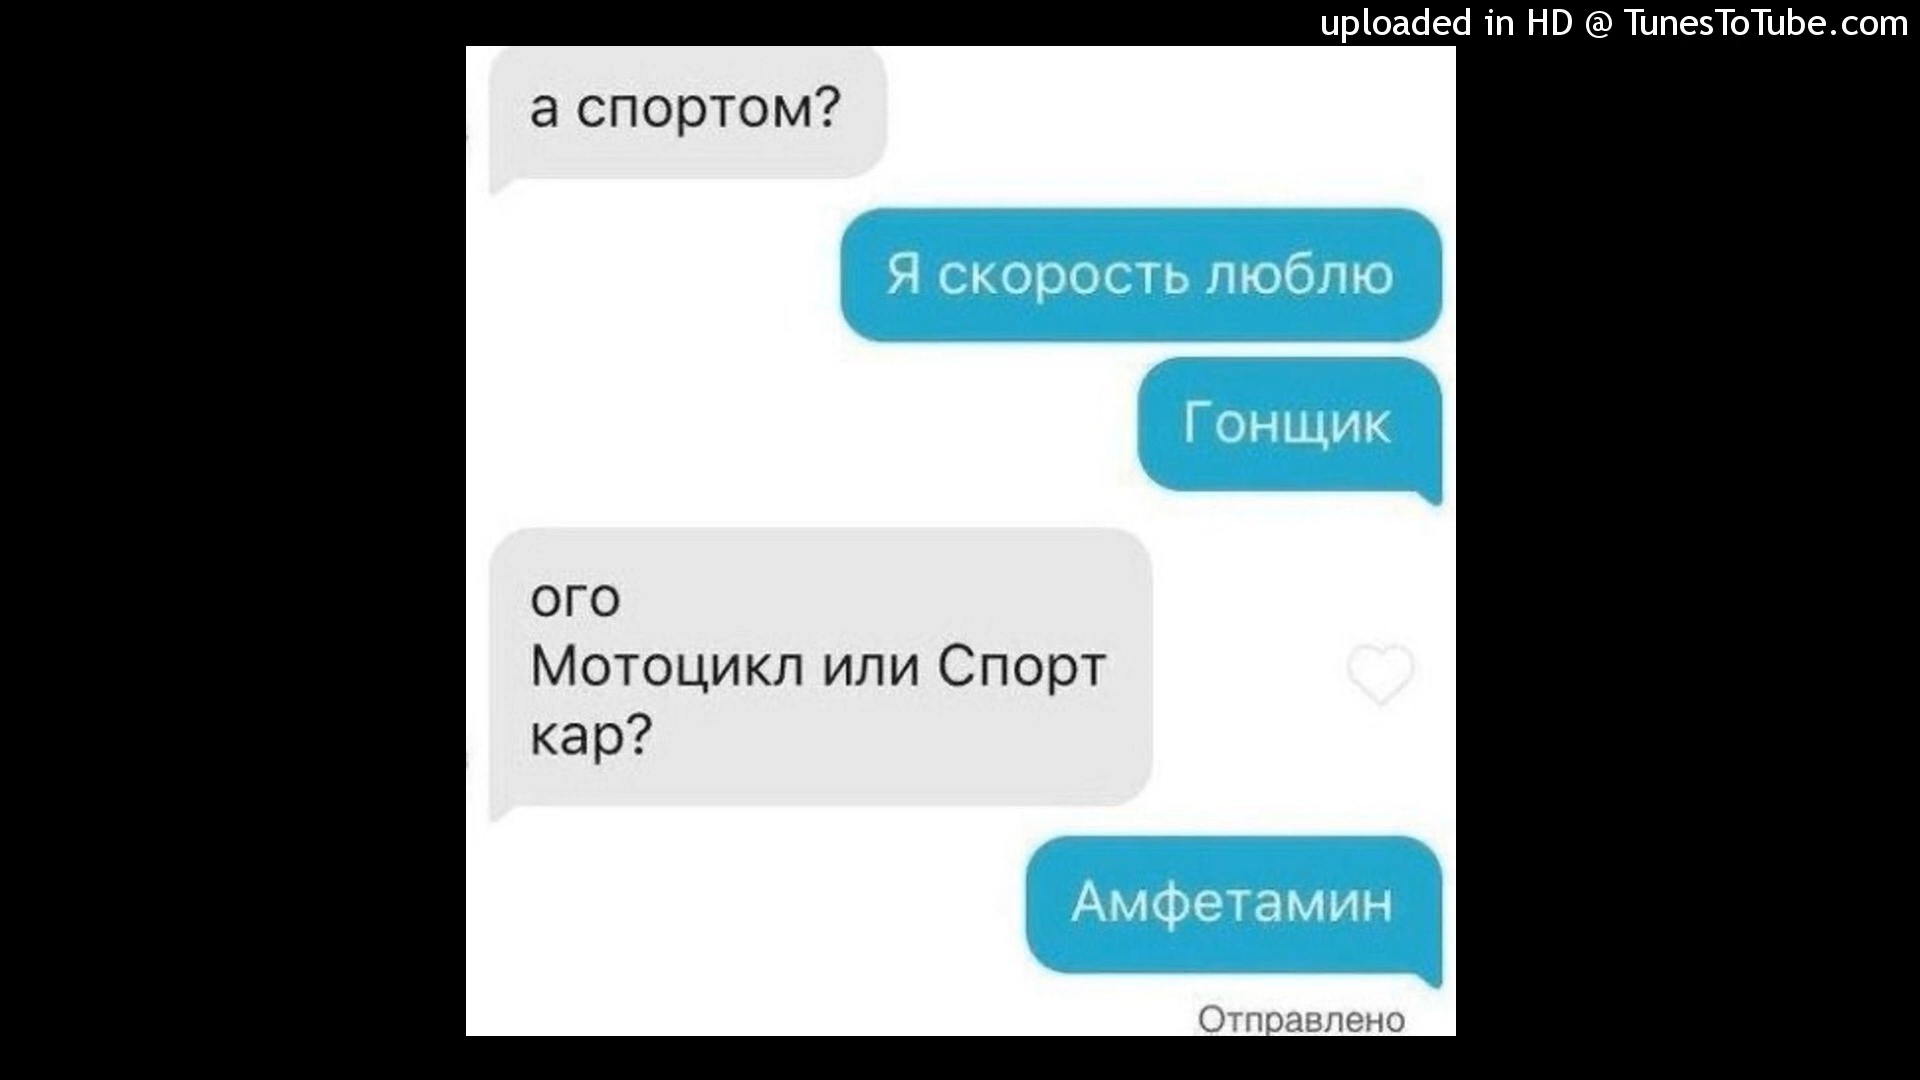 uploaded in HD @ TunesToTube.com
а спортом?
Я скорость люблю
Гонщик
ого
Мотоцикл или Спорт
кар?
Амфетамин
Отправлено